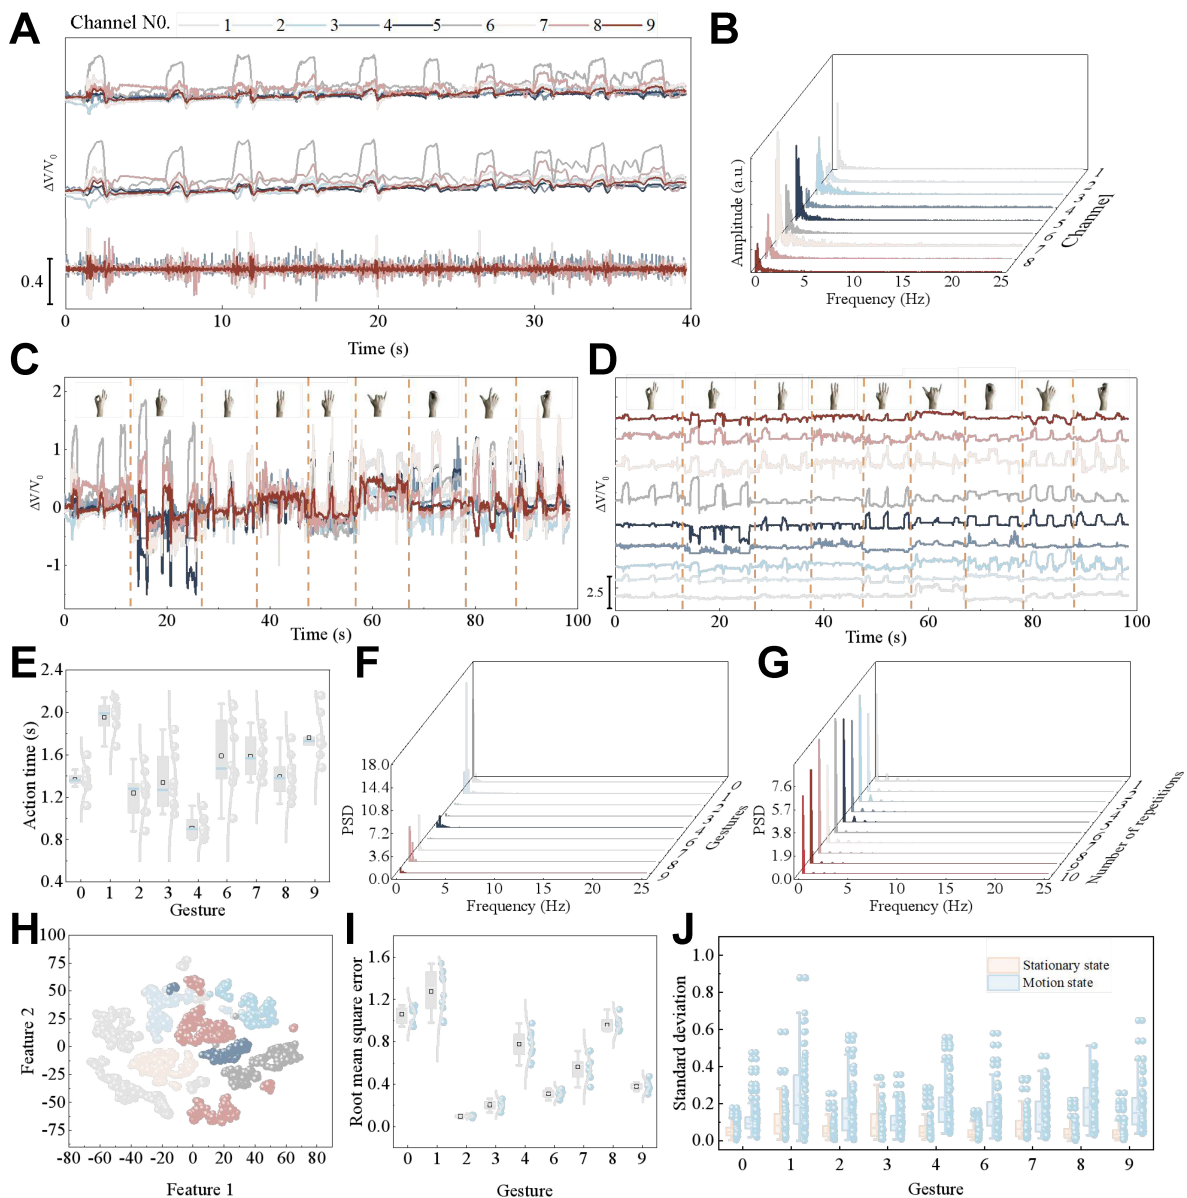 A
Channel N0. 1 2 3 4 5 6 7 8 9
ΔV/V0
0.4
0 10 20 30 40
Time (s)
B
Amplitude (a.u.)
0 5 10 15 20 25
Frequency (Hz)
1 2 3 4 5 6 7 8
Channel
C
2
1
0
-1
ΔV/V0
0 20 40 60 80 100
Time (s)
D
ΔV/V0
2.5
0 20 40 60 80 100
Time (s)
E
2.4
2.0
1.6
1.2
0.8
0.4
Action time (s)
0 1 2 3 4 6 7 8 9
Gesture
F
18.0
14.4
10.8
7.2
3.6
0.0
PSD
0 5 10 15 20 25
Frequency (Hz)
Gestures
G
7.6
5.8
3.8
1.9
0.0
PSD
0 5 10 15 20 25
Frequency (Hz)
Number of repetitions
H
100
75
50
25
0
-25
-50
-75
Feature 2
-80 -60 -40 -20 0 20 40 60 80
Feature 1
I
1.6
1.2
0.8
0.4
0.0
Root mean square error
0 1 2 3 4 6 7 8 9
Gesture
J
1.0
0.8
0.6
0.4
0.2
0.0
Standard deviation
Stationary state
Motion state
0 1 2 3 4 6 7 8 9
Gesture